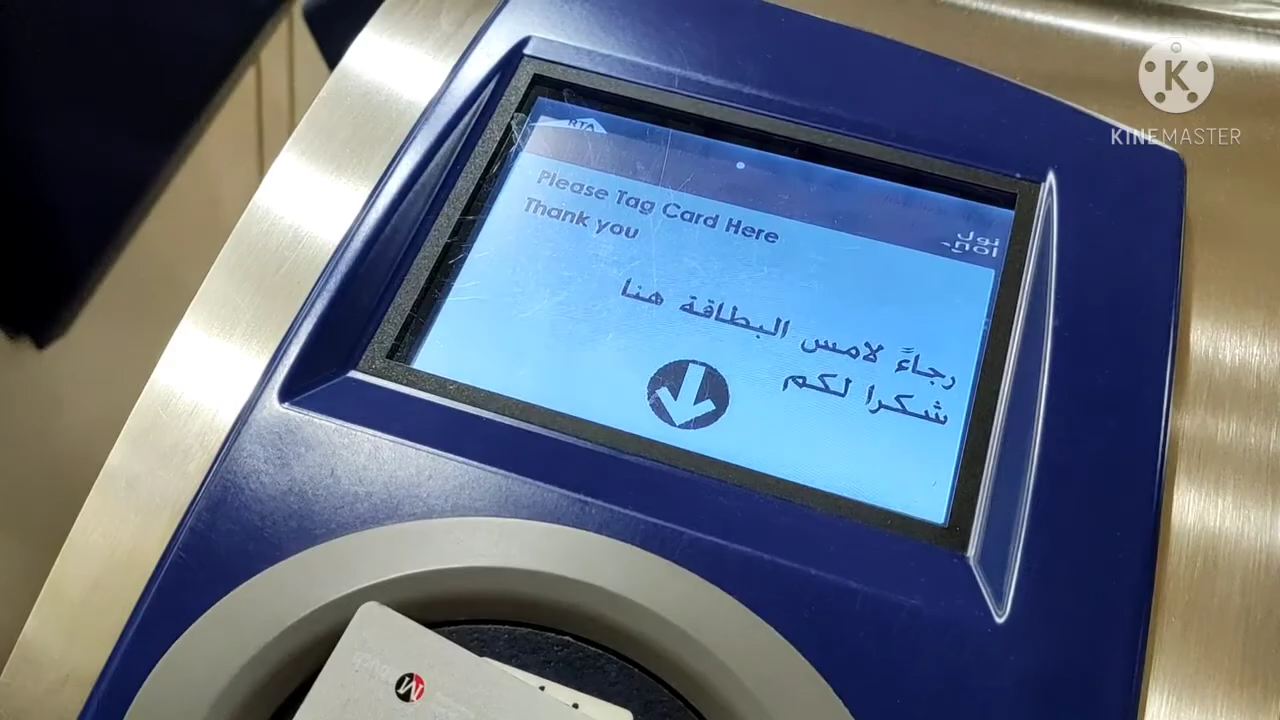 KINEMASTER
RTA
نول
nol
Please Tag Card Here
Thank you
رجاءً لامس البطاقة هنا
شكرا لكم